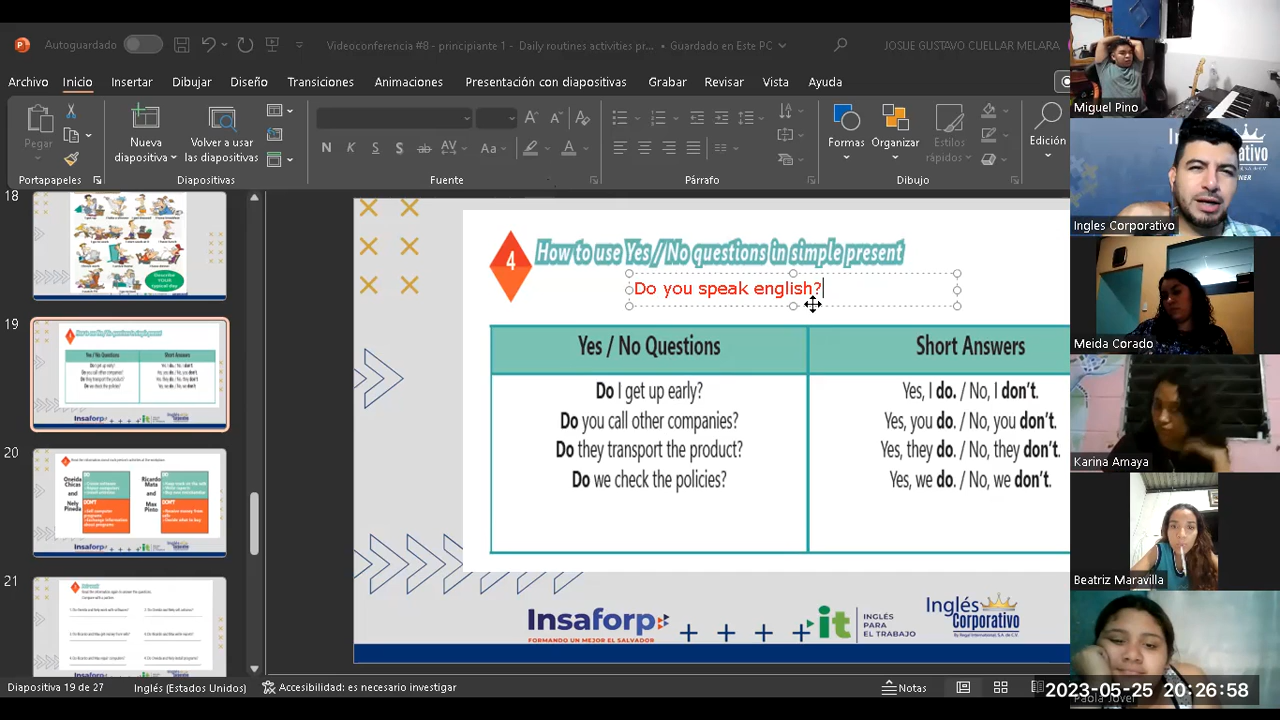 Autoguardado
Videoconferencia #8 - principiante 1 - Daily routines activities pr... • Guardado en Este PC
JOSUE GUSTAVO CUELLAR MELARA
Archivo Inicio Insertar Dibujar Diseño Transiciones Animaciones Presentación con diapositivas Grabar Revisar Vista Ayuda
Pegar
Nueva diapositiva
Volver a usar las diapositivas
Formas
Organizar
Estilos rápidos
Edición
Portapapeles
Diapositivas
Fuente
Párrafo
Dibujo
18
19
20
21
4
How to use Yes / No questions in simple present
Do you speak english?
Yes / No Questions
Short Answers
Do I get up early?
Yes, I do. / No, I don't.
Do you call other companies?
Yes, you do. / No, you don't.
Do they transport the product?
Yes, they do. / No, they don't.
Do we check the policies?
Yes, we do. / No, we don't.
Insaforp
FORMANDO UN MEJOR EL SALVADOR
it
INGLÉS
PARA
EL TRABAJO
Inglés
Corporativo
Diapositiva 19 de 27
Inglés (Estados Unidos)
Accesibilidad: es necesario investigar
Notas
Miguel Pino
Ingles Corporativo
Meida Corado
Karina Amaya
Beatriz Maravilla
Paola Jovel
2023-05-25 20:26:58